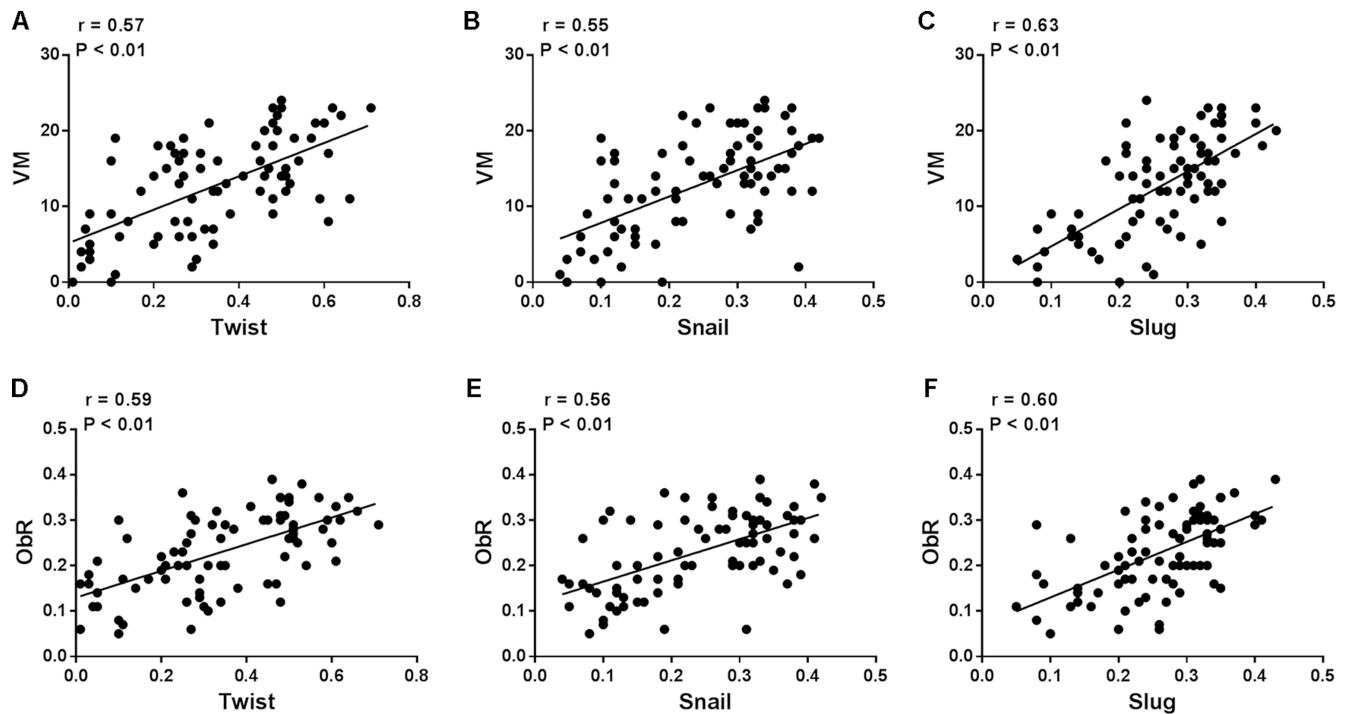 A
r = 0.57
P < 0.01
30
20
10
0
VM
0.0 0.2 0.4 0.6 0.8
Twist
B
r = 0.55
P < 0.01
30
20
10
0
VM
0.0 0.1 0.2 0.3 0.4 0.5
Snail
C
r = 0.63
P < 0.01
30
20
10
0
VM
0.0 0.1 0.2 0.3 0.4 0.5
Slug
D
r = 0.59
P < 0.01
0.5
0.4
0.3
0.2
0.1
0.0
ObR
0.0 0.2 0.4 0.6 0.8
Twist
E
r = 0.56
P < 0.01
0.5
0.4
0.3
0.2
0.1
0.0
ObR
0.0 0.1 0.2 0.3 0.4 0.5
Snail
F
r = 0.60
P < 0.01
0.5
0.4
0.3
0.2
0.1
0.0
ObR
0.0 0.1 0.2 0.3 0.4 0.5
Slug